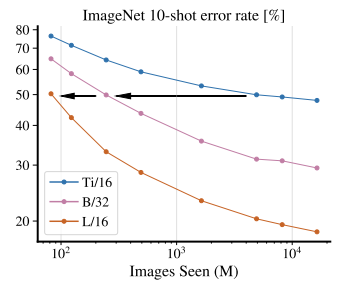 ImageNet 10-shot error rate [%]
80
70
60
50
40
30
20
Ti/16
B/32
L/16
10²
10³
10⁴
Images Seen (M)